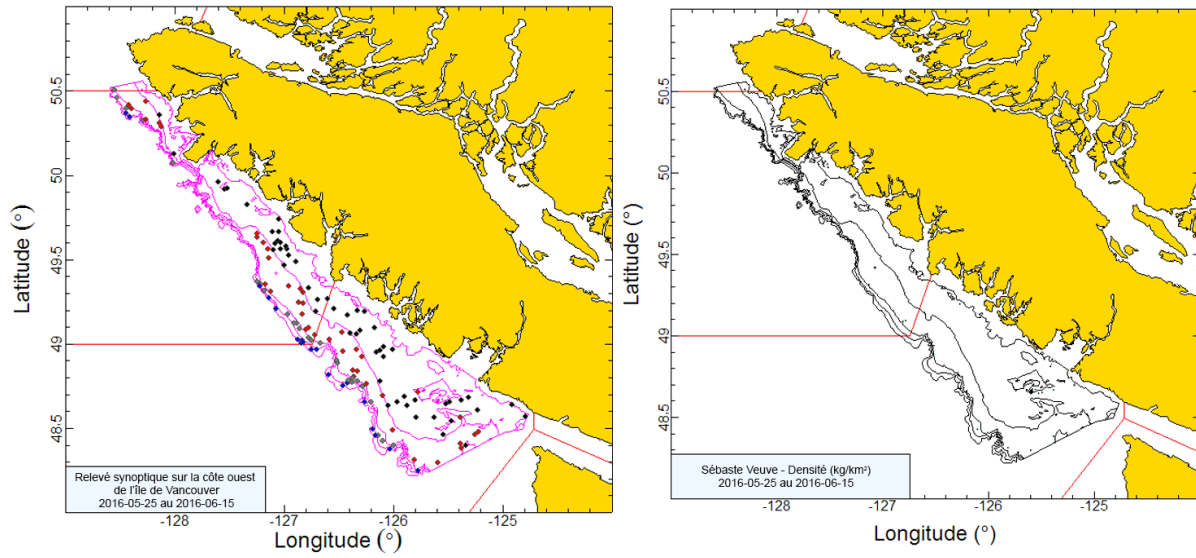 Latitude (°)
50.5
50
49.5
49
48.5
Relevé synoptique sur la côte ouest
de l'île de Vancouver
2016-05-25 au 2016-06-15
-128
-127
-126
-125
Longitude (°)
Latitude (°)
50.5
50
49.5
49
48.5
Sébaste Veuve - Densité (kg/km²)
2016-05-25 au 2016-06-15
-128
-127
-126
-125
Longitude (°)